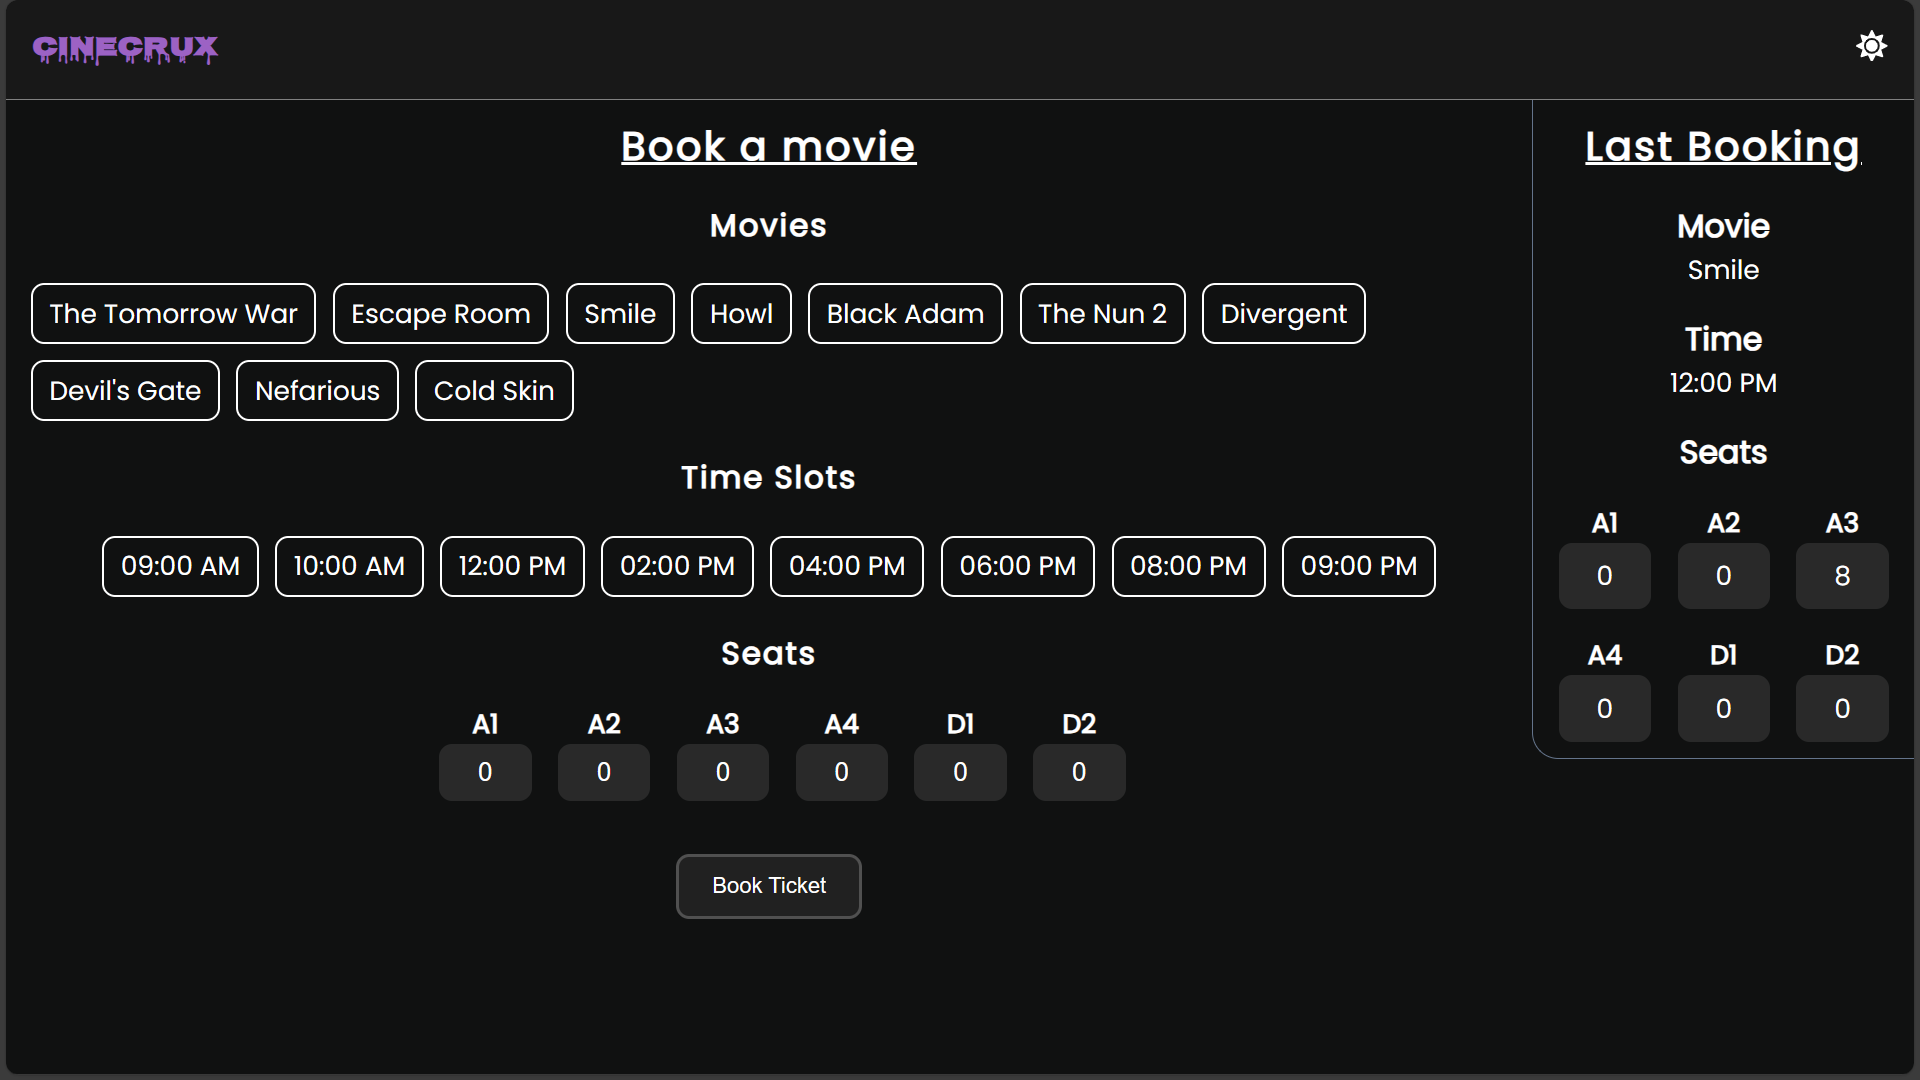 CINECRUX
Book a movie
Movies
The Tomorrow War Escape Room Smile Howl Black Adam The Nun 2 Divergent
Devil's Gate Nefarious Cold Skin
Time Slots
09:00 AM 10:00 AM 12:00 PM 02:00 PM 04:00 PM 06:00 PM 08:00 PM 09:00 PM
Seats
A1 A2 A3 A4 D1 D2
0 0 0 0 0 0
Book Ticket
Last Booking
Movie
Smile
Time
12:00 PM
Seats
A1 A2 A3
0 0 8
A4 D1 D2
0 0 0